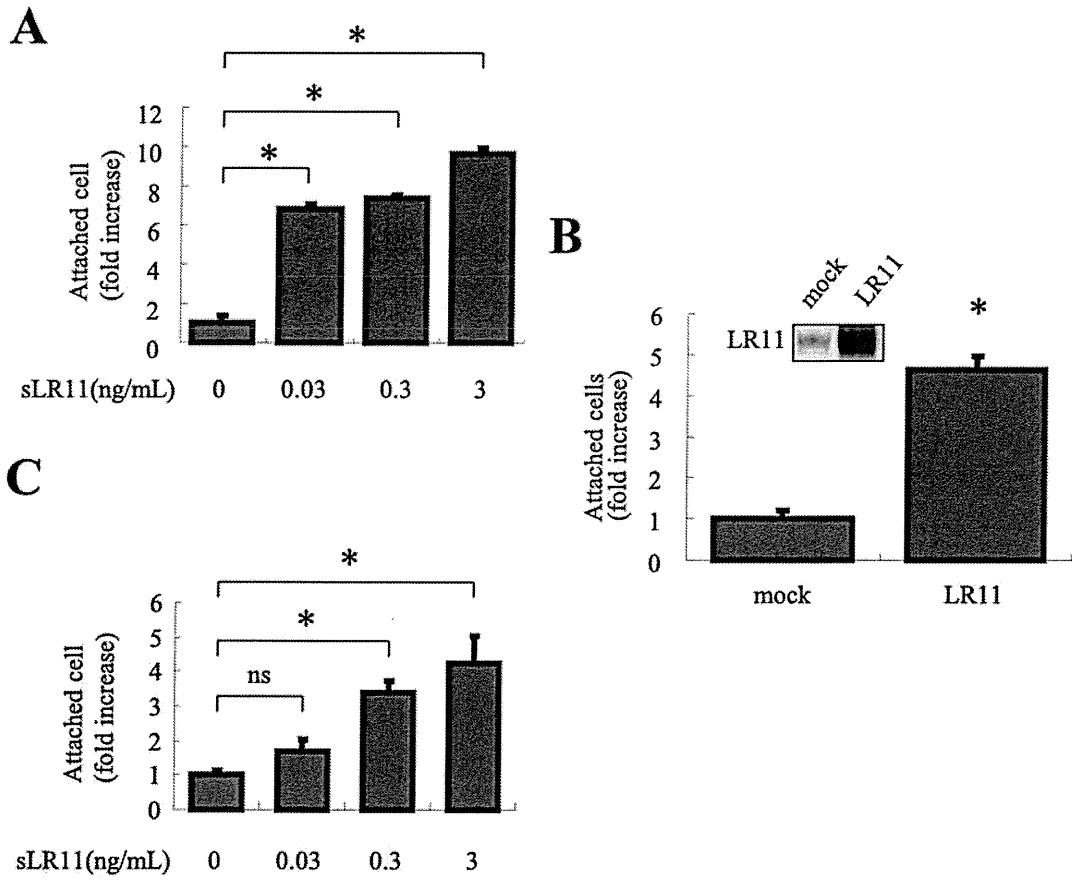 A
*
*
*
12
10
8
6
4
2
0
Attached cell
(fold increase)
sLR11(ng/mL) 0 0.03 0.3 3
B
mock LR11
LR11
*
6
5
4
3
2
1
0
Attached cells
(fold increase)
mock LR11
C
*
*
ns
6
5
4
3
2
1
0
Attached cell
(fold increase)
sLR11(ng/mL) 0 0.03 0.3 3